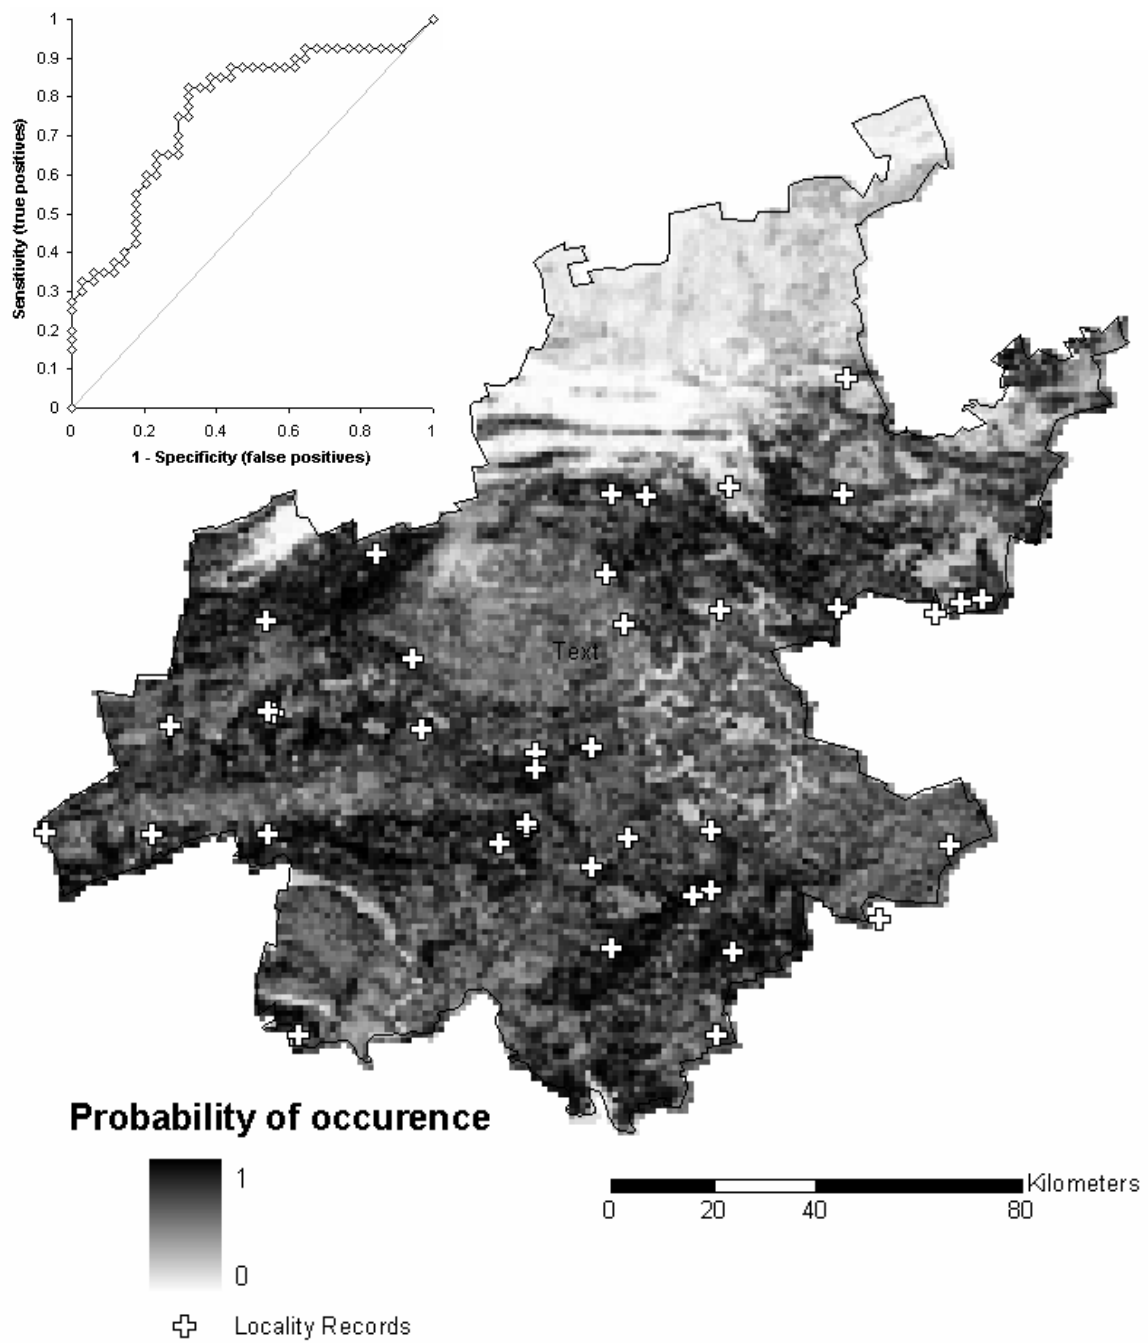 1
0.9
0.8
0.7
0.6
0.5
0.4
0.3
0.2
0.1
0
Sensitivity (true positives)
0 0.2 0.4 0.6 0.8 1
1 - Specificity (false positives)
Text
Probability of occurence
1
0
Locality Records
Kilometers
0 20 40 80